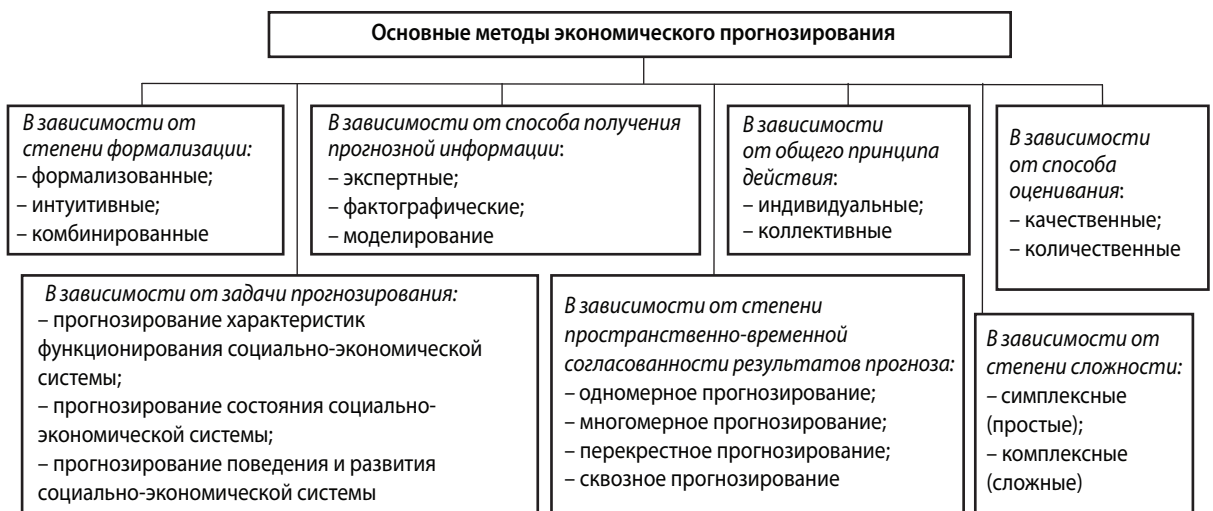 Основные методы экономического прогнозирования
В зависимости от
степени формализации:
– формализованные;
– интуитивные;
– комбинированные
В зависимости от способа получения
прогнозной информации:
– экспертные;
– фактографические;
– моделирование
В зависимости
от общего принципа
действия:
– индивидуальные;
– коллективные
В зависимости
от способа
оценивания:
– качественные;
– количественные
В зависимости от задачи прогнозирования:
– прогнозирование характеристик
функционирования социально-экономической
системы;
– прогнозирование состояния социально-
экономической системы;
– прогнозирование поведения и развития
социально-экономической системы
В зависимости от степени
пространственно-временной
согласованности результатов прогноза:
– одномерное прогнозирование;
– многомерное прогнозирование;
– перекрестное прогнозирование;
– сквозное прогнозирование
В зависимости от
степени сложности:
– симплексные
(простые);
– комплексные
(сложные)